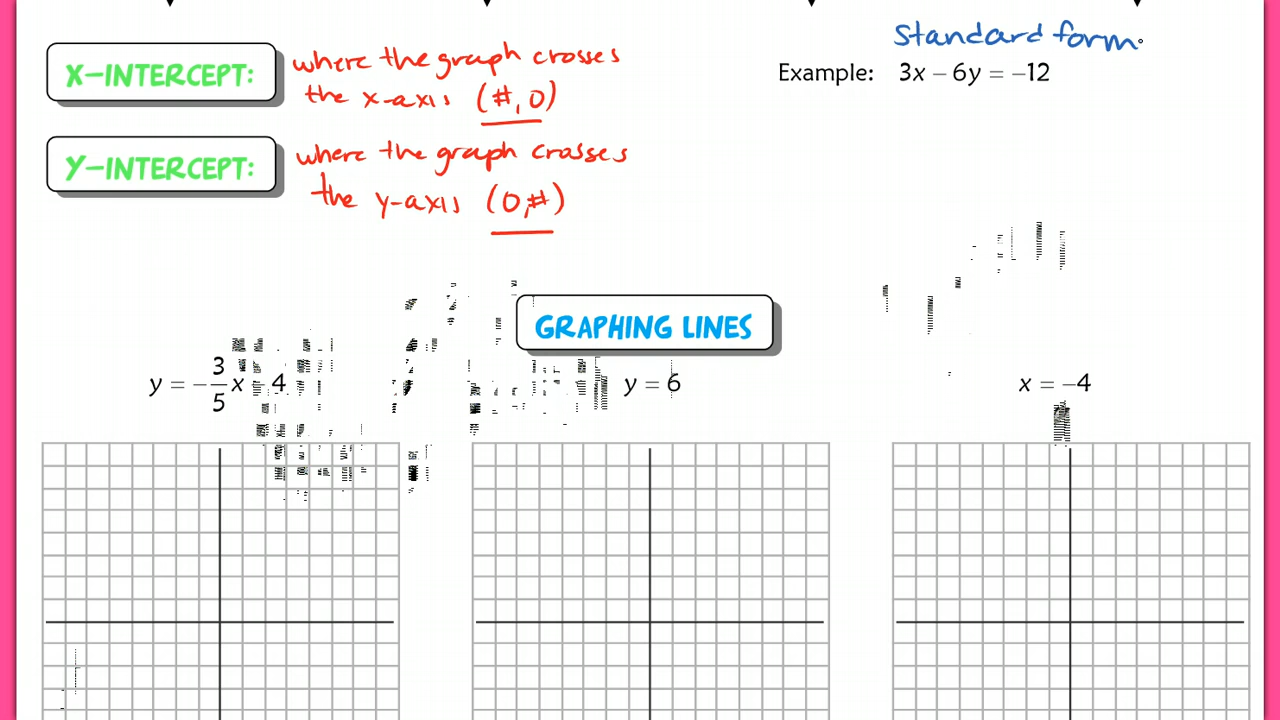 Standard form
X-INTERCEPT: where the graph crosses
the x-axis (#, 0)
Example: 3x – 6y = –12
Y-INTERCEPT: where the graph crosses
the y-axis (0,#)
GRAPHING LINES
y = –3/5x 4
y = 6
x = –4